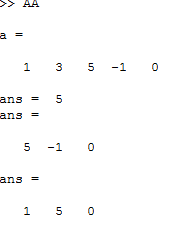 >> AA
a =
1 3 5 -1 0
ans = 5
ans =
5 -1 0
ans =
1 5 0